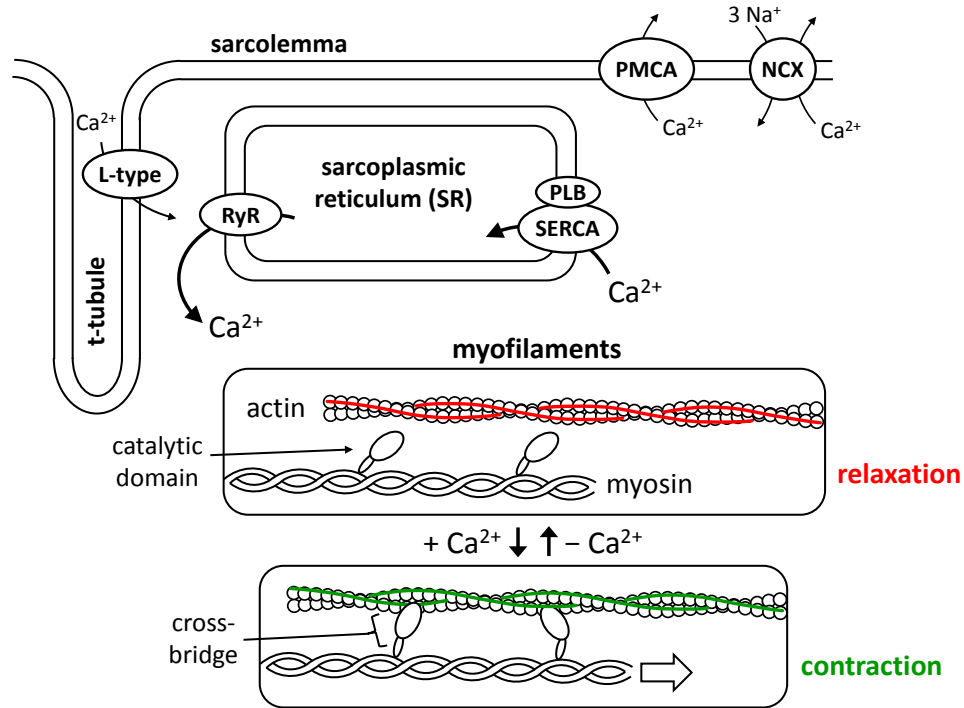 sarcolemma
3 Na⁺
PMCA
NCX
Ca²⁺
Ca²⁺
Ca²⁺
L-type
sarcoplasmic
reticulum (SR)
PLB
RyR
SERCA
t-tubule
Ca²⁺
Ca²⁺
myofilaments
actin
catalytic
domain
myosin
relaxation
+ Ca²⁺ − Ca²⁺
cross-
bridge
contraction